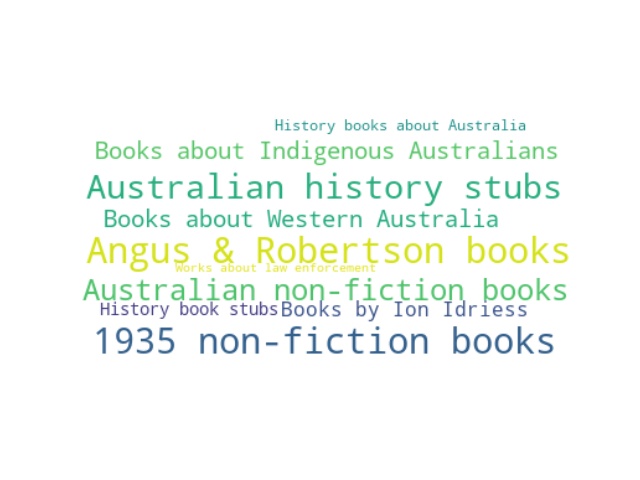 History books about Australia
Books about Indigenous Australians
Australian history stubs
Books about Western Australia
Angus & Robertson books
Works about law enforcement
Australian non-fiction books
History book stubs
Books by Ion Idriess
1935 non-fiction books